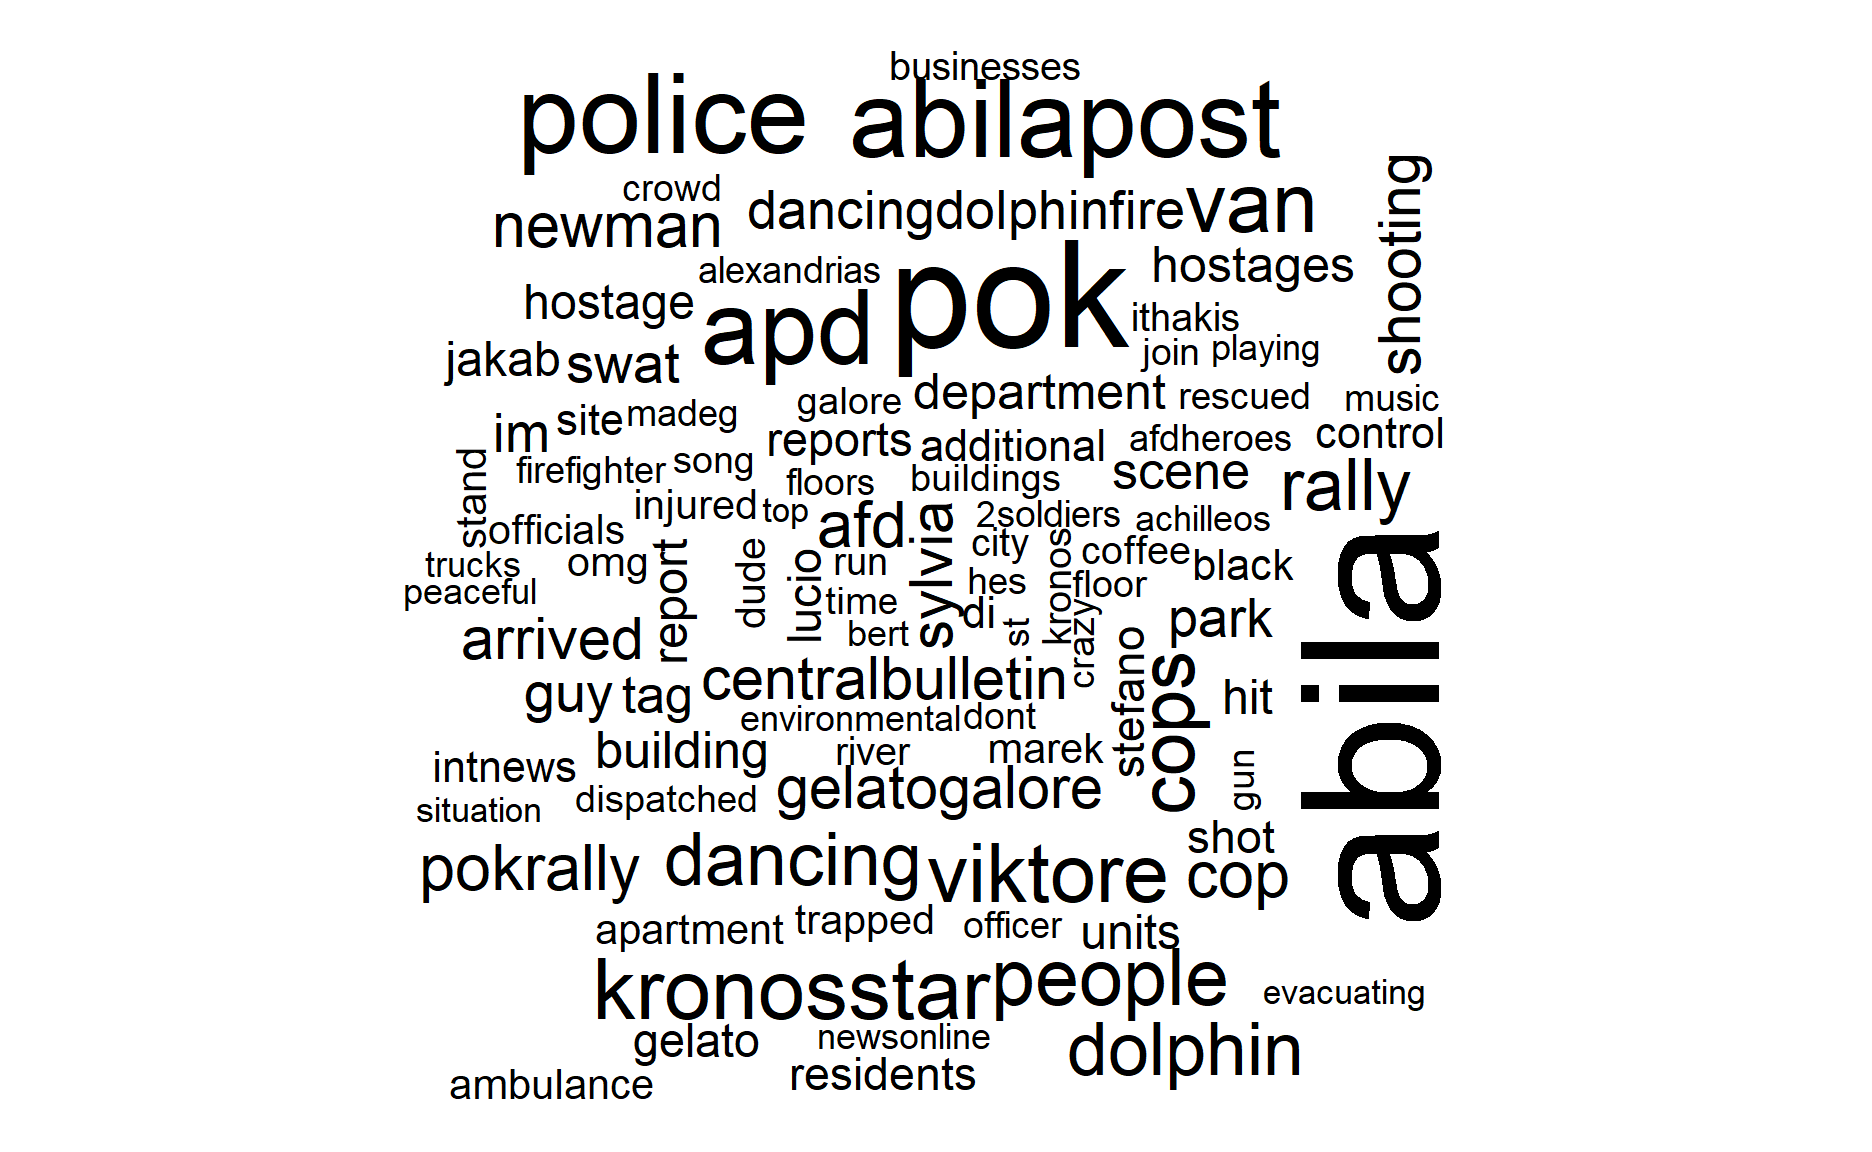 businesses
police abilapost
crowd
newman dancingdolphinfire van
shooting
alexandrias pok hostages
hostage apd ithakis
jakab swat join playing
galore department rescued music
im site madeg reports additional afdheroes control
stand firefighter song floors buildings scene rally
injured top afd sylvia 2soldiers achilleos
officials
trucks omg report dude lucio run city kronos coffee black
peaceful time hes floor abila
arrived bert di st crazy park
guy tag centralbulletin stefano cops hit
environmental dont
intnews building river marek gun
situation dispatched gelatogalore
pokrally dancing viktore shot
cop
apartment trapped officer units
kronosstar people evacuating
gelato newsonline dolphin
ambulance residents